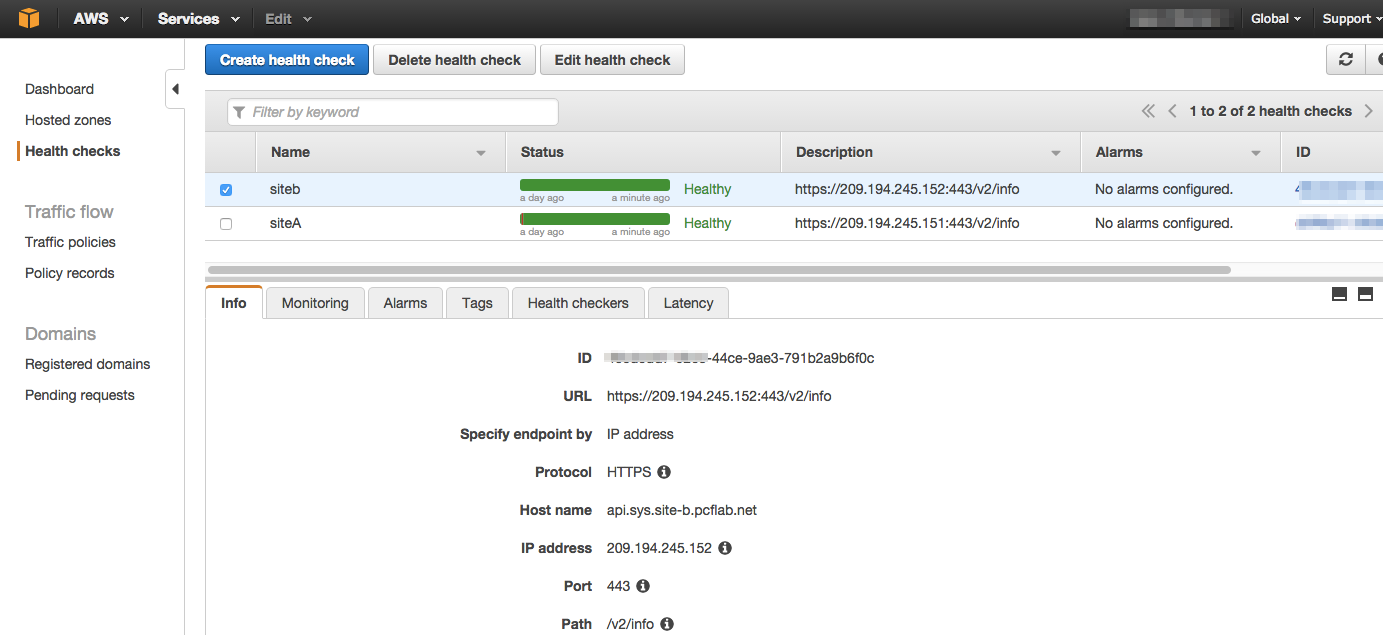 AWS Services Edit Global Support
Create health check Delete health check Edit health check
Dashboard
Hosted zones
Health checks
Traffic flow
Traffic policies
Policy records
Domains
Registered domains
Pending requests
Filter by keyword 1 to 2 of 2 health checks
Name Status Description Alarms ID
siteb Healthy https://209.194.245.152:443/v2/info No alarms configured.
a day ago a minute ago
siteA Healthy https://209.194.245.151:443/v2/info No alarms configured.
a day ago a minute ago
Info Monitoring Alarms Tags Health checkers Latency
ID -44ce-9ae3-791b2a9b6f0c
URL https://209.194.245.152:443/v2/info
Specify endpoint by IP address
Protocol HTTPS
Host name api.sys.site-b.pcflab.net
IP address 209.194.245.152
Port 443
Path /v2/info